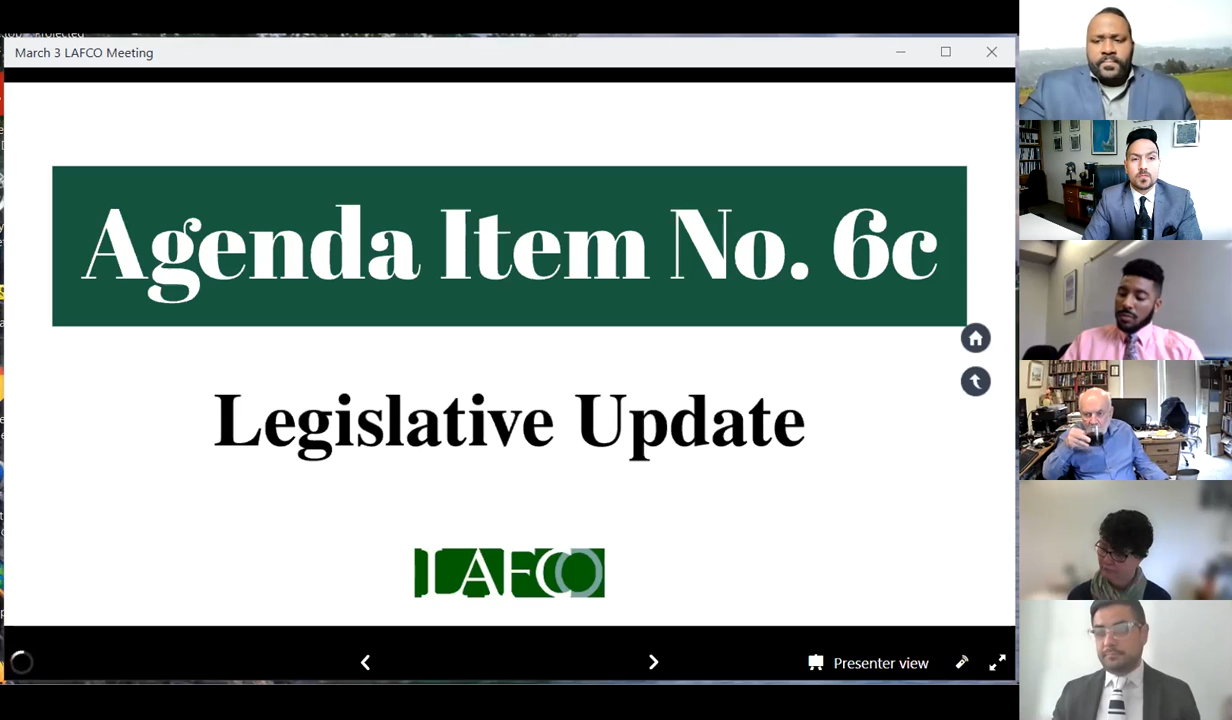 March 3 LAFCO Meeting
Agenda Item No. 6c
Legislative Update
LAFCO
Presenter view